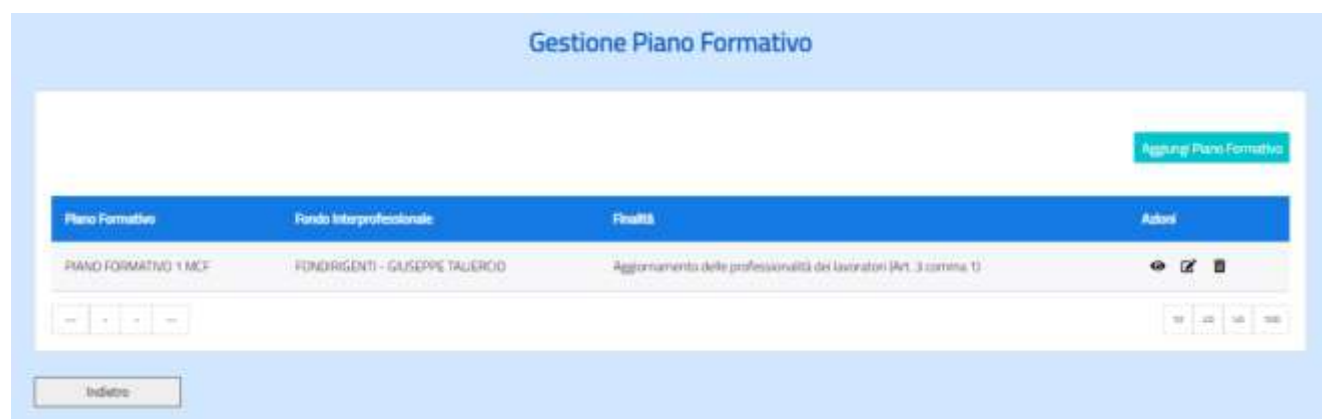 Gestione Piano Formativo
Aggiungi Piano Formativo
Piano Formativo Fondo Interprofessionale Finalità Azioni
PIANO FORMATIVO 1 MCF FONDIRIGENTI - GIUSEPPE TALIERCIO Aggiornamento delle professionalità dei lavoratori (Art. 3 comma 1)
Indietro